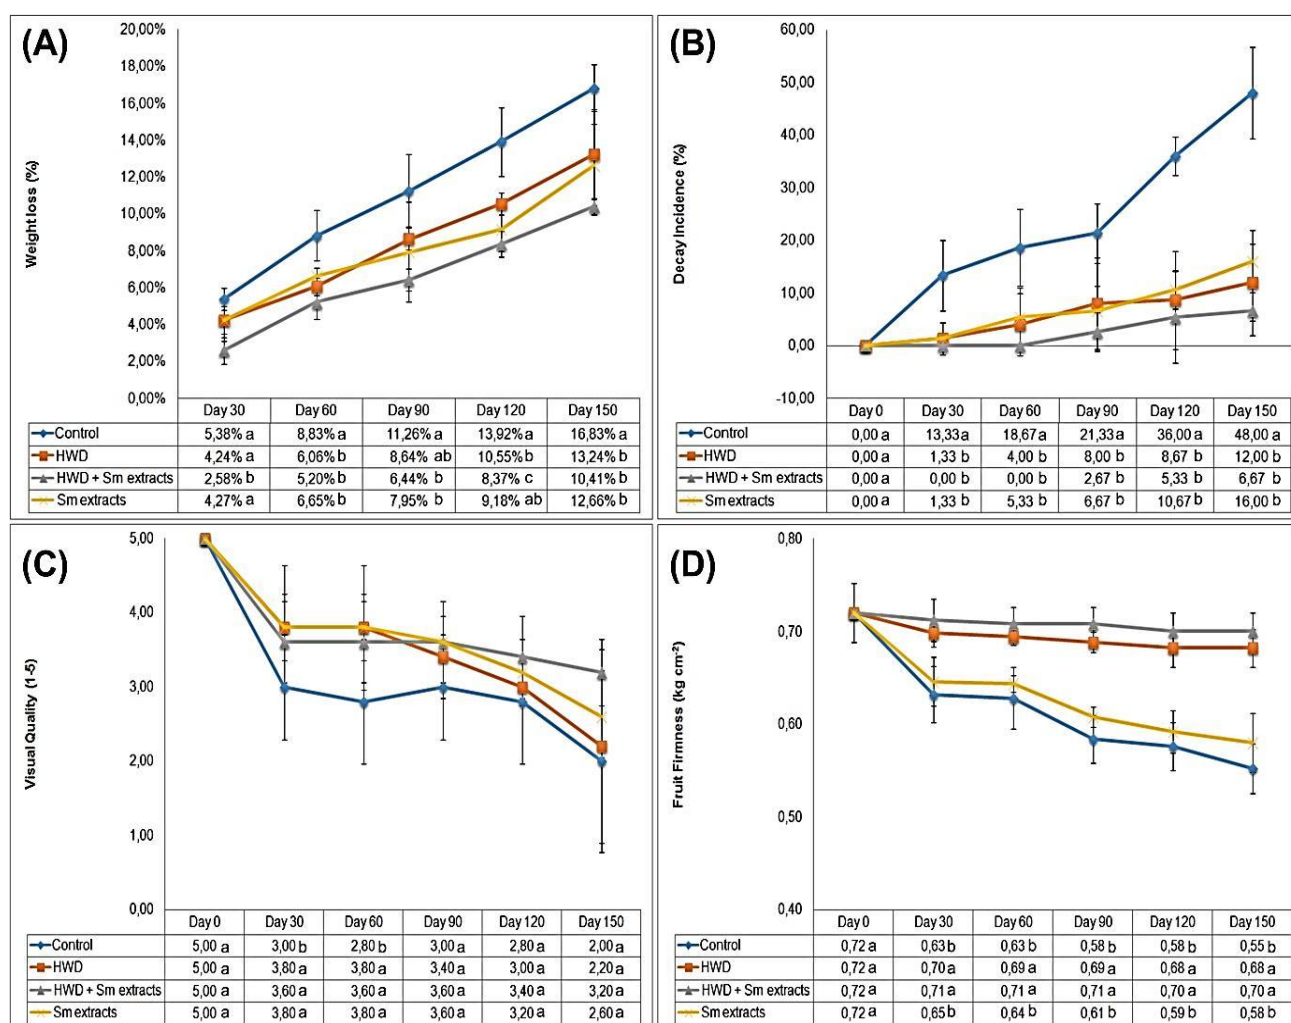 (A)
Weight loss (%)
20,00%
18,00%
16,00%
14,00%
12,00%
10,00%
8,00%
6,00%
4,00%
2,00%
0,00%
Day 30 Day 60 Day 90 Day 120 Day 150
Control 5,38% a 8,83% a 11,26% a 13,92% a 16,83% a
HWD 4,24% a 6,06% b 8,64% ab 10,55% b 13,24% b
HWD + Sm extracts 2,58% b 5,20% b 6,44% b 8,37% c 10,41% b
Sm extracts 4,27% a 6,65% b 7,95% b 9,18% ab 12,66% b
(B)
Decay Incidence (%)
60,00
50,00
40,00
30,00
20,00
10,00
0,00
-10,00
Day 0 Day 30 Day 60 Day 90 Day 120 Day 150
Control 0,00 a 13,33 a 18,67 a 21,33 a 36,00 a 48,00 a
HWD 0,00 a 1,33 b 4,00 b 8,00 b 8,67 b 12,00 b
HWD + Sm extracts 0,00 a 0,00 b 0,00 b 2,67 b 5,33 b 6,67 b
Sm extracts 0,00 a 1,33 b 5,33 b 6,67 b 10,67 b 16,00 b
(C)
Visual Quality (1-5)
5,00
4,00
3,00
2,00
1,00
0,00
Day 0 Day 30 Day 60 Day 90 Day 120 Day 150
Control 5,00 a 3,00 b 2,80 b 3,00 a 2,80 a 2,00 a
HWD 5,00 a 3,80 a 3,80 a 3,40 a 3,00 a 2,20 a
HWD + Sm extracts 5,00 a 3,60 a 3,60 a 3,60 a 3,40 a 3,20 a
Sm extracts 5,00 a 3,80 a 3,80 a 3,60 a 3,20 a 2,60 a
(D)
Fruit Firmness (kg cm⁻²)
0,80
0,70
0,60
0,50
0,40
Day 0 Day 30 Day 60 Day 90 Day 120 Day 150
Control 0,72 a 0,63 b 0,63 b 0,58 b 0,58 b 0,55 b
HWD 0,72 a 0,70 a 0,69 a 0,69 a 0,68 a 0,68 a
HWD + Sm extracts 0,72 a 0,71 a 0,71 a 0,71 a 0,70 a 0,70 a
Sm extracts 0,72 a 0,65 b 0,64 b 0,61 b 0,59 b 0,58 b